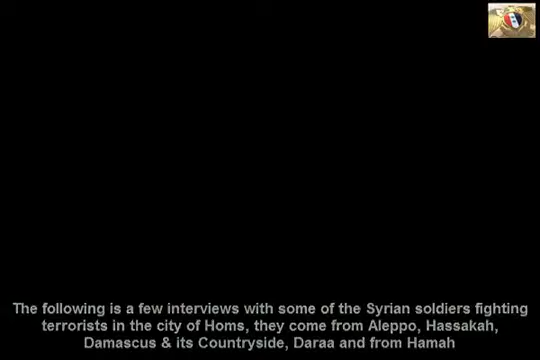 The following is a few interviews with some of the Syrian soldiers fighting
terrorists in the city of Homs, they come from Aleppo, Hassakah,
Damascus & its Countryside, Daraa and from Hamah